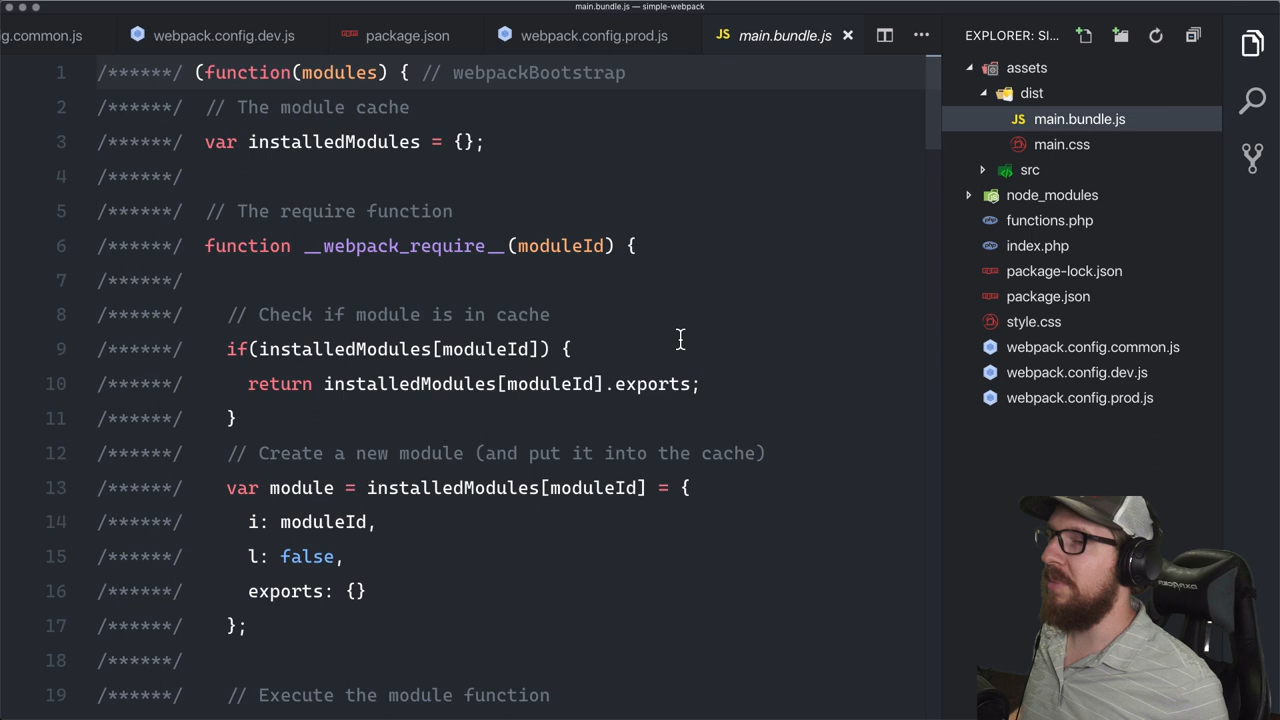 main.bundle.js — simple-webpack
g.common.js
webpack.config.dev.js
package.json
webpack.config.prod.js
JS main.bundle.js
EXPLORER: SI...
1 /******/ (function(modules) { // webpackBootstrap
2 /******/ // The module cache
3 /******/ var installedModules = {};
4 /******/
5 /******/ // The require function
6 /******/ function __webpack_require__(moduleId) {
7 /******/
8 /******/ // Check if module is in cache
9 /******/ if(installedModules[moduleId]) {
10 /******/ return installedModules[moduleId].exports;
11 /******/ }
12 /******/ // Create a new module (and put it into the cache)
13 /******/ var module = installedModules[moduleId] = {
14 /******/ i: moduleId,
15 /******/ l: false,
16 /******/ exports: {}
17 /******/ };
18 /******/
19 /******/ // Execute the module function
assets
dist
JS main.bundle.js
main.css
src
node_modules
functions.php
index.php
package-lock.json
package.json
style.css
webpack.config.common.js
webpack.config.dev.js
webpack.config.prod.js